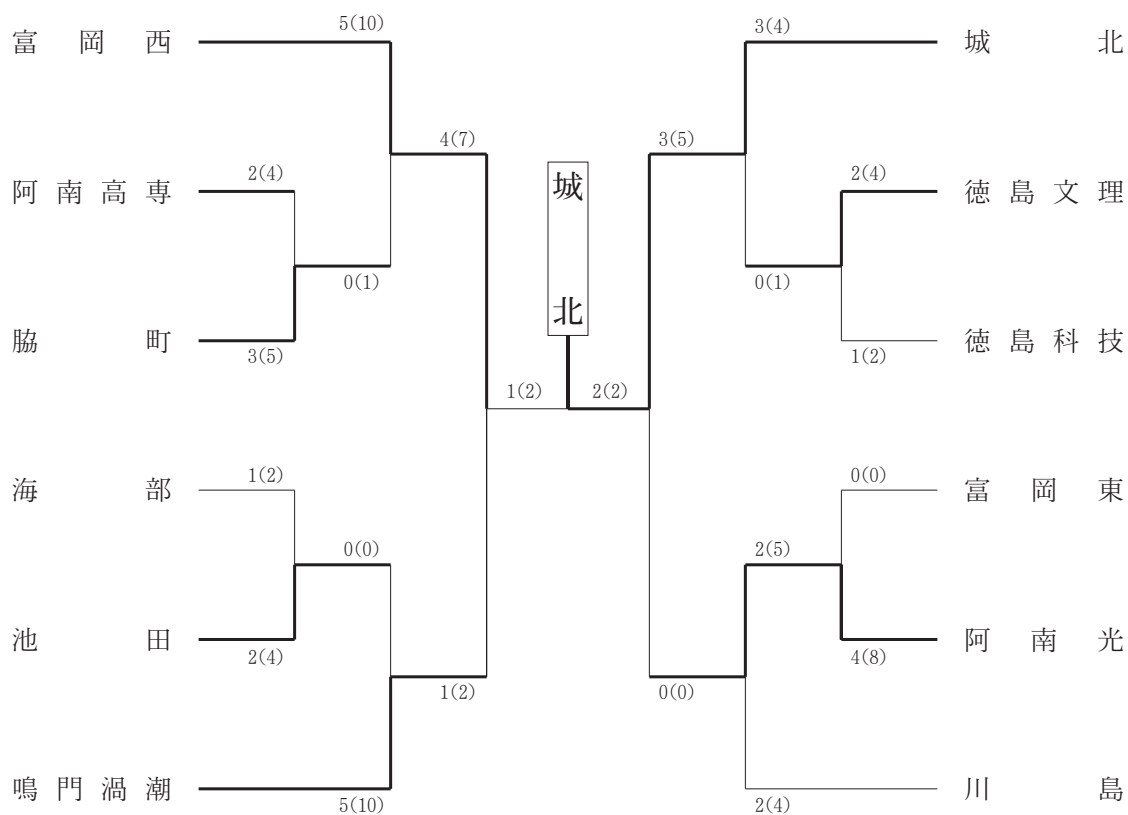 富岡西 5(10) 3(4) 城北
4(7) 3(5)
阿南高専 2(4) 2(4) 徳島文理
0(1) 0(1)
脇町 3(5) 1(2) 徳島科技
城北
1(2) 2(2)
海部 1(2) 0(0) 富岡東
0(0) 2(5)
池田 2(4) 4(8) 阿南光
1(2) 0(0)
鳴門渦潮 5(10) 2(4) 川島